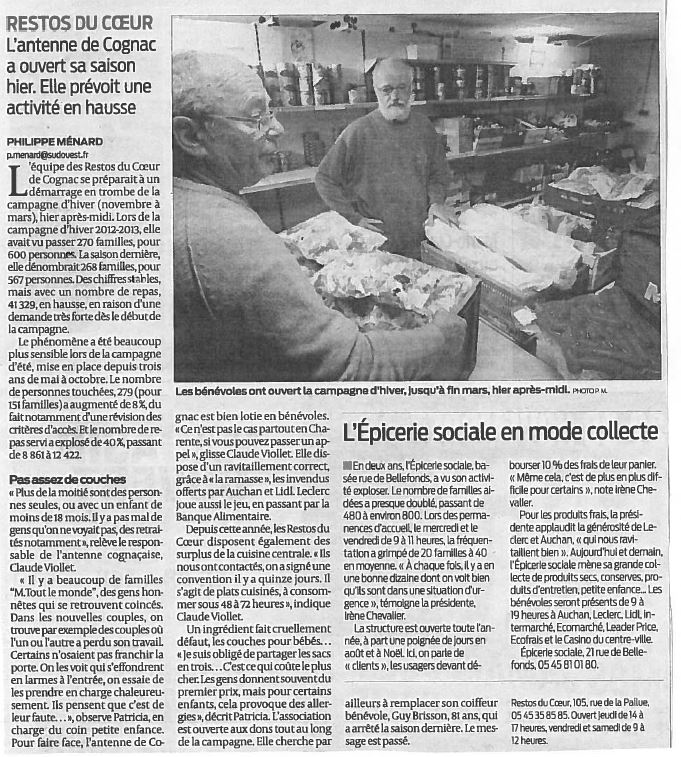 RESTOS DU CŒUR
L'antenne de Cognac
a ouvert sa saison
hier. Elle prévoit une
activité en hausse
PHILIPPE MÉNARD
p.menard@sudouest.fr
L'équipe des Restos du Cœur
de Cognac se préparait à un
démarrage en trombe de la
campagne d'hiver (novembre à
mars), hier après-midi. Lors de la
campagne d'hiver 2012-2013, elle
avait vu passer 270 familles, pour
600 personnes. La saison dernière,
elle dénombrait 268 familles, pour
567 personnes. Des chiffres stables,
mais avec un nombre de repas,
41 329, en hausse, en raison d'une
demande très forte dès le début de
la campagne.
Le phénomène a été beaucoup
plus sensible lors de la campagne
d'été, mise en place depuis trois
ans de mai à octobre. Le nombre
de personnes touchées, 279 (pour
151 familles) a augmenté de 8 %, du
fait notamment d'une révision des
critères d'accès. Et le nombre de re-
pas servi a explosé de 40 %, passant
de 8 861 à 12 422.
Pas assez de couches
« Plus de la moitié sont des person-
nes seules, ou avec un enfant de
moins de 18 mois. Il y a pas mal de
gens qu'on ne voyait pas, des retrai-
tés notamment », relève le respon-
sable de l'antenne cognaçaise,
Claude Viollet.
« Il y a beaucoup de familles
“M. Tout le monde”, des gens hon-
nêtes qui se retrouvent coincés.
Dans les nouvelles couples, on
trouve par exemple des couples où
l'un ou l'autre a perdu son travail.
Certains n'osaient pas franchir la
porte. On les voit qui s'effondrent
en larmes à l'entrée, on essaie de
les prendre en charge chaleureu-
sement. Ils pensent que c'est de
leur faute… », observe Patricia, en
charge du coin petite enfance.
Pour faire face, l'antenne de Co-
Les bénévoles ont ouvert la campagne d'hiver, jusqu'à fin mars, hier après-midi. PHOTO P. M.
gnac est bien lotie en bénévoles.
« Ce n'est pas le cas partout en Cha-
rente, si vous pouvez passer un ap-
pel », glisse Claude Viollet. Elle dis-
pose d'un ravitaillement correct,
grâce à « la ramasse », les invendus
offerts par Auchan et Lidl. Leclerc
joue aussi le jeu, en passant par la
Banque Alimentaire.
Depuis cette année, les Restos du
Cœur disposent également des
surplus de la cuisine centrale. « Ils
nous ont contactés, on a signé une
convention il y a quinze jours. Il
s'agit de plats cuisinés, à consom-
mer sous 48 à 72 heures », indique
Claude Viollet.
Un ingrédient fait cruellement
défaut, les couches pour bébés…
« Je suis obligé de partager les sacs
en trois… C'est ce qui coûte le plus
cher. Les gens donnent souvent du
premier prix, mais pour certains
enfants, cela provoque des aller-
gies », décrit Patricia. L'association
est ouverte aux dons tout au long
de la campagne. Elle cherche par
L'Épicerie sociale en mode collecte
En deux ans, l'Épicerie sociale, ba-
sée rue de Bellefonds, a vu son activi-
té exploser. Le nombre de familles ai-
dées a presque doublé, passant de
480 à environ 800. Lors des perma-
nences d'accueil, le mercredi et le
vendredi de 9 à 11 heures, la fréquen-
tation a grimpé de 20 familles à 40
en moyenne. « À chaque fois, il y a en
une bonne dizaine dont on voit bien
qu'ils sont dans une situation d'ur-
gence », témoigne la présidente,
Irène Chevalier.
La structure est ouverte toute l'an-
née, à part une poignée de jours en
août et à Noël. Ici, on parle de
« clients », les usagers devant dé-
bourser 10 % des frais de leur panier.
« Même cela, c'est de plus en plus dif-
ficile pour certains », note Irène Che-
valier.
Pour les produits frais, la prési-
dente applaudit la générosité de Le-
clerc et Auchan, « qui nous ravi-
taillent bien ». Aujourd'hui et demain,
l'Épicerie sociale mène sa grande col-
lecte de produits secs, conserves, pro-
duits d'entretien, petite enfance… Les
bénévoles seront présents de 9 à
19 heures à Auchan, Leclerc, Lidl, In-
termarché, Ecomarché, Leader Price,
Ecofrais et le Casino du centre-ville.
Épicerie sociale, 21 rue de Belle-
fonds, 05 45 81 01 80.
ailleurs à remplacer son coiffeur
bénévole, Guy Brisson, 81 ans, qui
a arrêté la saison dernière. Le mes-
sage est passé.
Restos du Cœur, 105, rue de la Pallue,
05 45 35 85 85. Ouvert jeudi de 14 à
17 heures, vendredi et samedi de 9 à
12 heures.